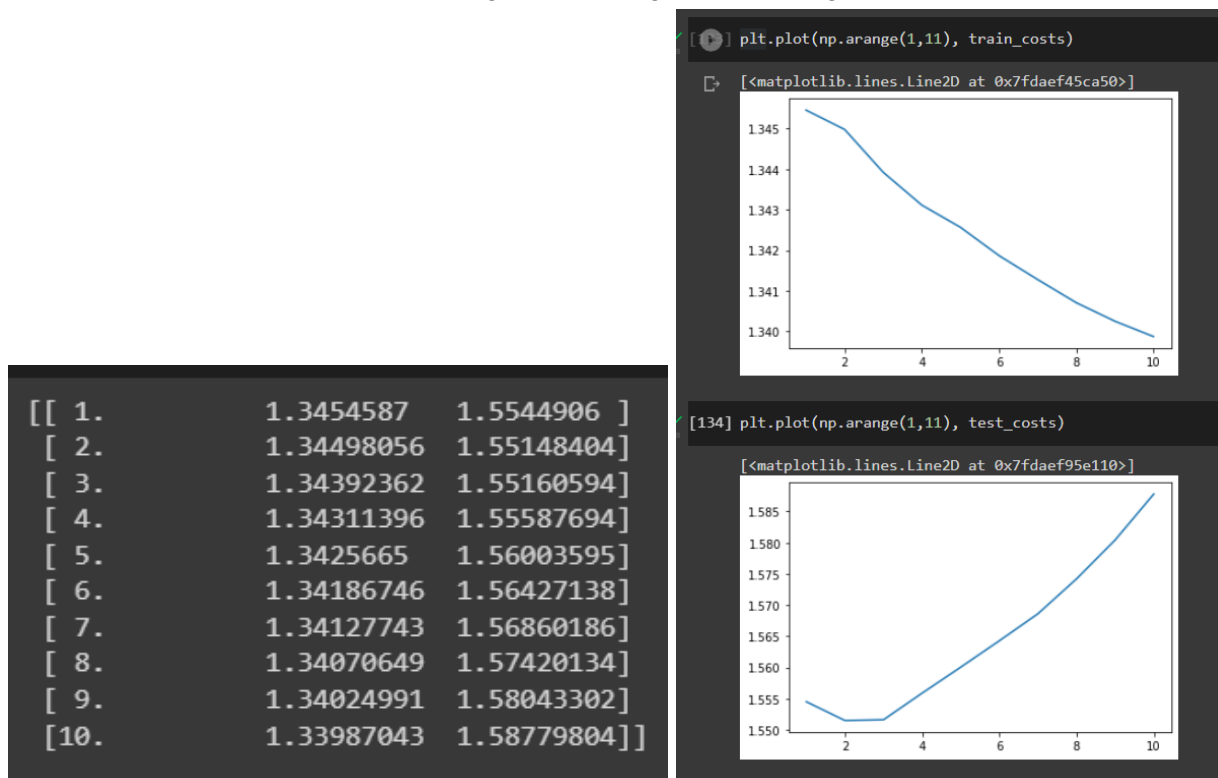 [[ 1. 1.3454587 1.5544906 ]
[ 2. 1.34498056 1.55148404]
[ 3. 1.34392362 1.55160594]
[ 4. 1.34311396 1.55587694]
[ 5. 1.3425665 1.56003595]
[ 6. 1.34186746 1.56427138]
[ 7. 1.34127743 1.56860186]
[ 8. 1.34070649 1.57420134]
[ 9. 1.34024991 1.58043302]
[10. 1.33987043 1.58779804]]
plt.plot(np.arange(1,11), train_costs)
[<matplotlib.lines.Line2D at 0x7fdaef45ca50>]
1.345
1.344
1.343
1.342
1.341
1.340
2 4 6 8 10
[134] plt.plot(np.arange(1,11), test_costs)
[<matplotlib.lines.Line2D at 0x7fdaef95e110>]
1.585
1.580
1.575
1.570
1.565
1.560
1.555
1.550
2 4 6 8 10